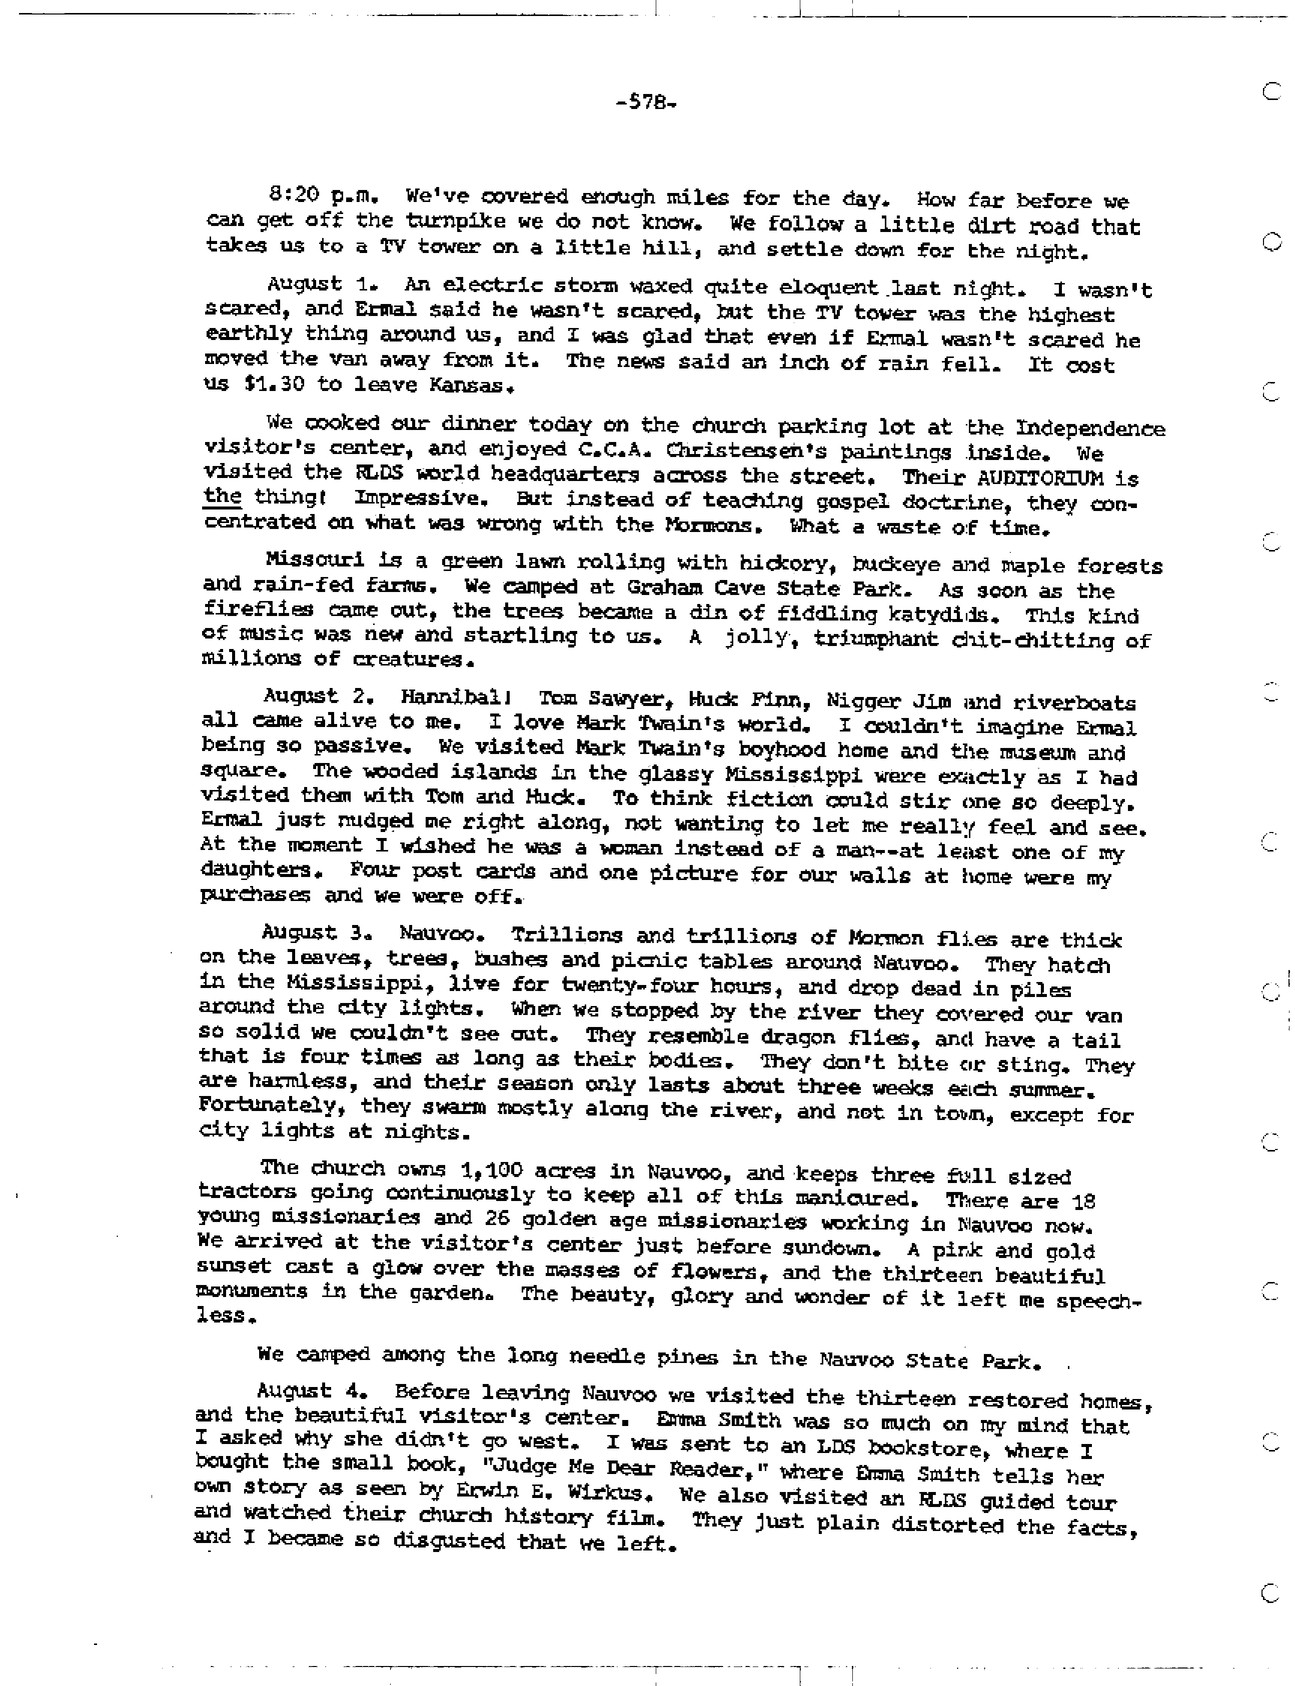 -578-
8:20 p.m. We've covered enough miles for the day. How far before we
can get off the turnpike we do not know. We follow a little dirt road that
takes us to a TV tower on a little hill, and settle down for the night.
August 1. An electric storm waxed quite eloquent last night. I wasn't
scared, and Ermal said he wasn't scared, but the TV tower was the highest
earthly thing around us, and I was glad that even if Ermal wasn't scared he
moved the van away from it. The news said an inch of rain fell. It cost
us $1.30 to leave Kansas.
We cooked our dinner today on the church parking lot at the Independence
visitor's center, and enjoyed C.C.A. Christensen's paintings inside. We
visited the RLDS world headquarters across the street. Their AUDITORIUM is
the thing! Impressive. But instead of teaching gospel doctrine, they con-
centrated on what was wrong with the Mormons. What a waste of time.
Missouri is a green lawn rolling with hickory, buckeye and maple forests
and rain-fed farms. We camped at Graham Cave State Park. As soon as the
fireflies came out, the trees became a din of fiddling katydids. This kind
of music was new and startling to us. A jolly, triumphant chit-chitting of
millions of creatures.
August 2. Hannibal! Tom Sawyer, Huck Finn, Nigger Jim and riverboats
all came alive to me. I love Mark Twain's world. I couldn't imagine Ermal
being so passive. We visited Mark Twain's boyhood home and the museum and
square. The wooded islands in the glassy Mississippi were exactly as I had
visited them with Tom and Huck. To think fiction could stir one so deeply.
Ermal just nudged me right along, not wanting to let me really feel and see.
At the moment I wished he was a woman instead of a man--at least one of my
daughters. Four post cards and one picture for our walls at home were my
purchases and we were off.
August 3. Nauvoo. Trillions and trillions of Mormon flies are thick
on the leaves, trees, bushes and picnic tables around Nauvoo. They hatch
in the Mississippi, live for twenty-four hours, and drop dead in piles
around the city lights. When we stopped by the river they covered our van
so solid we couldn't see out. They resemble dragon flies, and have a tail
that is four times as long as their bodies. They don't bite or sting. They
are harmless, and their season only lasts about three weeks each summer.
Fortunately, they swarm mostly along the river, and not in town, except for
city lights at nights.
The church owns 1,100 acres in Nauvoo, and keeps three full sized
tractors going continuously to keep all of this manicured. There are 18
young missionaries and 26 golden age missionaries working in Nauvoo now.
We arrived at the visitor's center just before sundown. A pink and gold
sunset cast a glow over the masses of flowers, and the thirteen beautiful
monuments in the garden. The beauty, glory and wonder of it left me speech-
less.
We camped among the long needle pines in the Nauvoo State Park.
August 4. Before leaving Nauvoo we visited the thirteen restored homes,
and the beautiful visitor's center. Emma Smith was so much on my mind that
I asked why she didn't go west. I was sent to an LDS bookstore, where I
bought the small book, "Judge Me Dear Reader," where Emma Smith tells her
own story as seen by Erwin E. Wirkus. We also visited an RLDS guided tour
and watched their church history film. They just plain distorted the facts,
and I became so disgusted that we left.